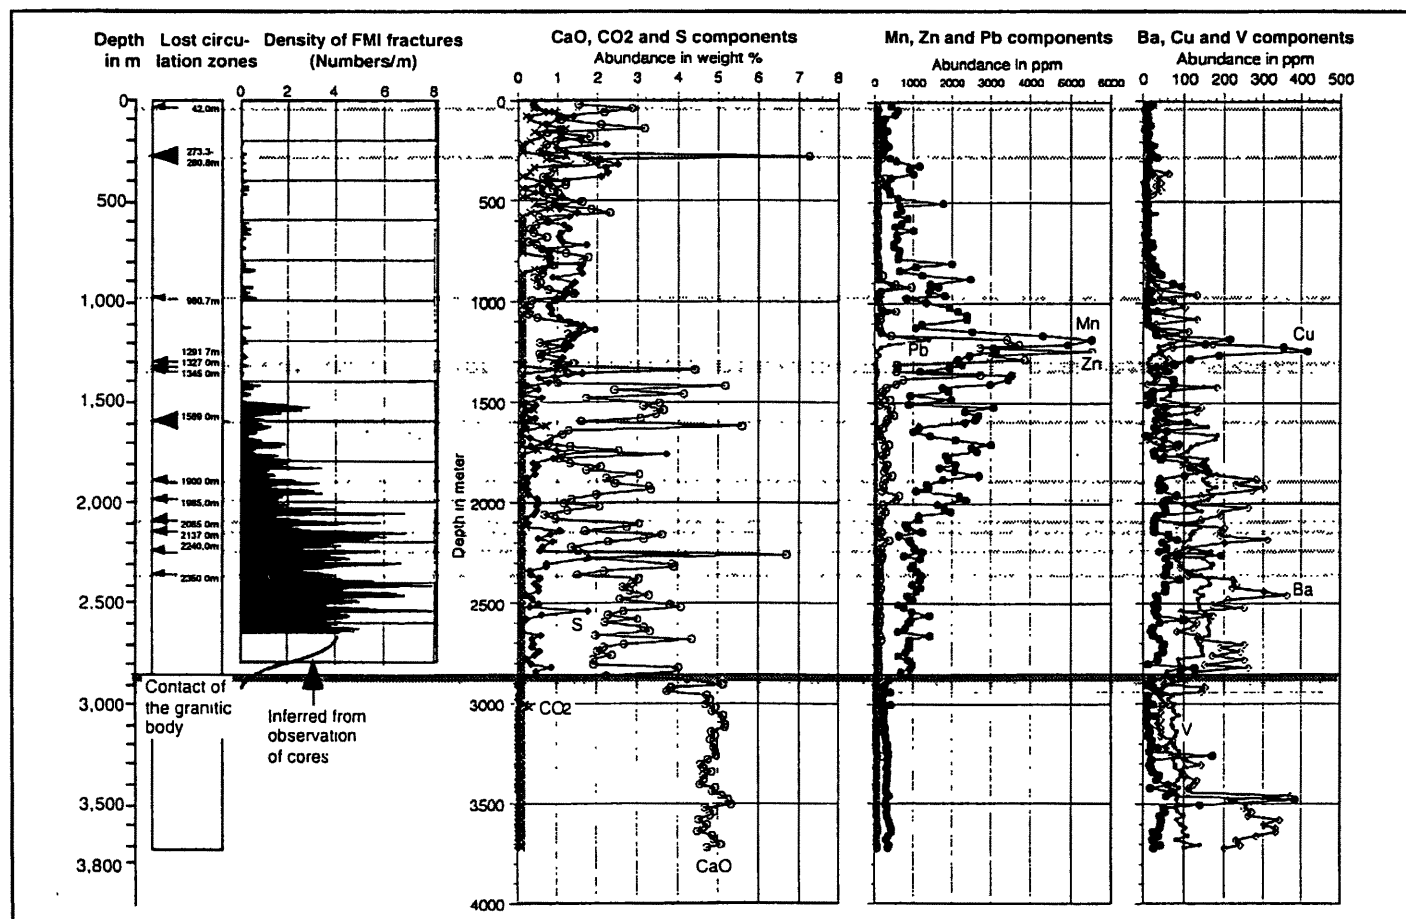 Depth
in m
Lost circu-
lation zones
Density of FMI fractures
(Numbers/m)
CaO, CO2 and S components
Abundance in weight %
Mn, Zn and Pb components
Abundance in ppm
Ba, Cu and V components
Abundance in ppm
0 2 4 6 8
0 1 2 3 4 5 6 7 8
0 1000 2000 3000 4000 5000 6000
0 100 200 300 400 500
0
500
1,000
1,500
2,000
2,500
3,000
3,500
3,800
42.0m
273.3-
280.8m
960.7m
1291 7m
1327 0m
1345 0m
1589 0m
1900 0m
1985.0m
2085 0m
2137 0m
2240.0m
2350 0m
Contact of
the granitic
body
Inferred from
observation
of cores
Depth in meter
0
500
1000
1500
2000
2500
3000
3500
4000
S
CO2
CaO
Mn
Pb
Zn
Cu
Ba
V